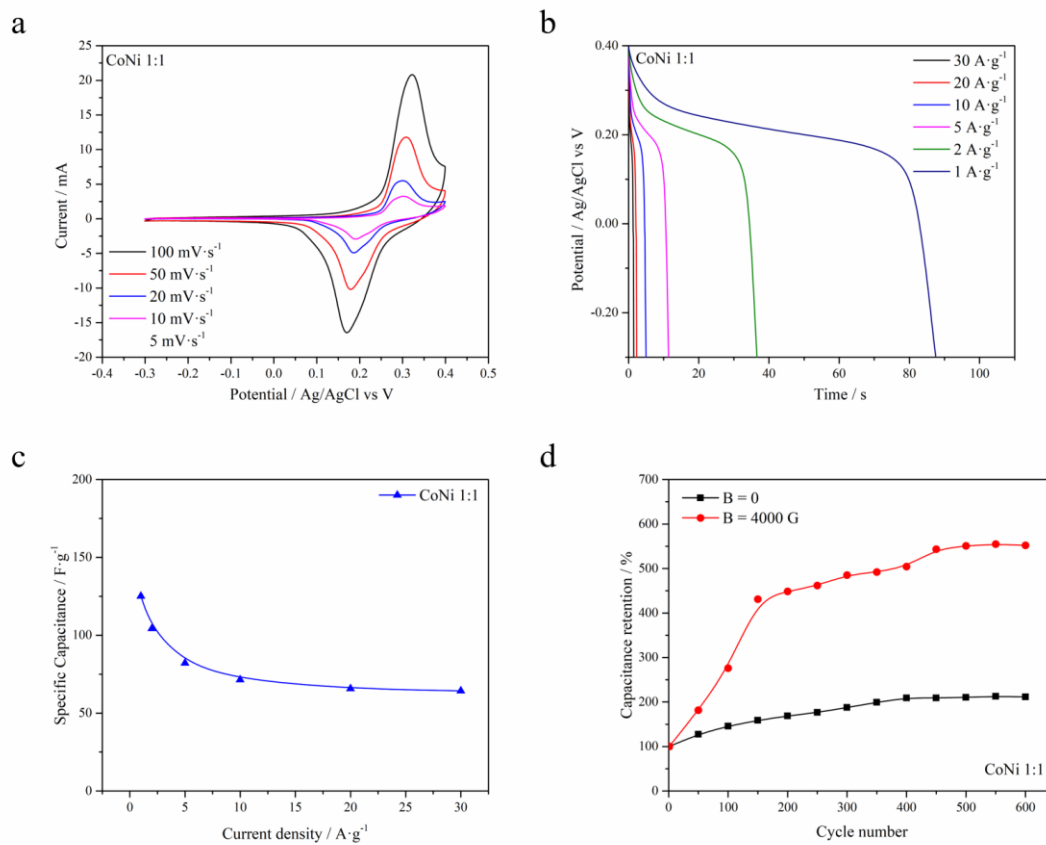 a
CoNi 1:1
25
20
15
10
5
0
-5
-10
-15
-20
Current / mA
100 mV·s⁻¹
50 mV·s⁻¹
20 mV·s⁻¹
10 mV·s⁻¹
5 mV·s⁻¹
-0.4 -0.3 -0.2 -0.1 0.0 0.1 0.2 0.3 0.4 0.5
Potential / Ag/AgCl vs V
b
CoNi 1:1
0.40
0.20
0.00
-0.20
Potential / Ag/AgCl vs V
30 A·g⁻¹
20 A·g⁻¹
10 A·g⁻¹
5 A·g⁻¹
2 A·g⁻¹
1 A·g⁻¹
0 20 40 60 80 100
Time / s
c
CoNi 1:1
200
150
100
50
0
Specific Capacitance / F·g⁻¹
0 5 10 15 20 25 30
Current density / A·g⁻¹
d
B = 0
B = 4000 G
700
600
500
400
300
200
100
0
Capacitance retention / %
CoNi 1:1
0 100 200 300 400 500 600
Cycle number